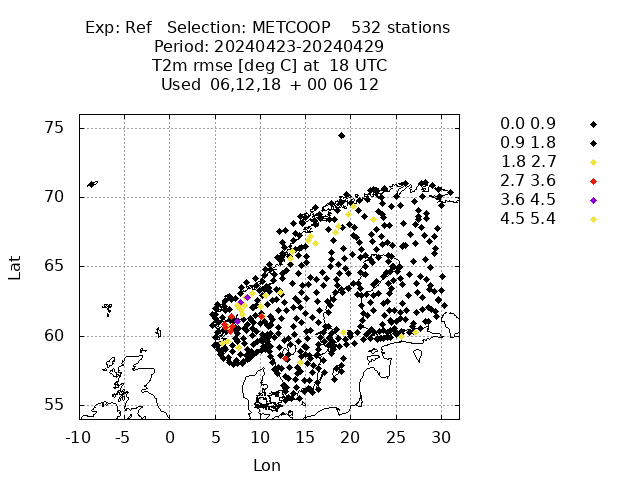 Exp: Ref   Selection: METCOOP    532 stations
Period: 20240423-20240429
T2m rmse [deg C] at  18 UTC
Used  06,12,18  + 00 06 12
0.0 0.9
0.9 1.8
1.8 2.7
2.7 3.6
3.6 4.5
4.5 5.4
75
70
65
60
55
Lat
-10 -5 0 5 10 15 20 25 30
Lon